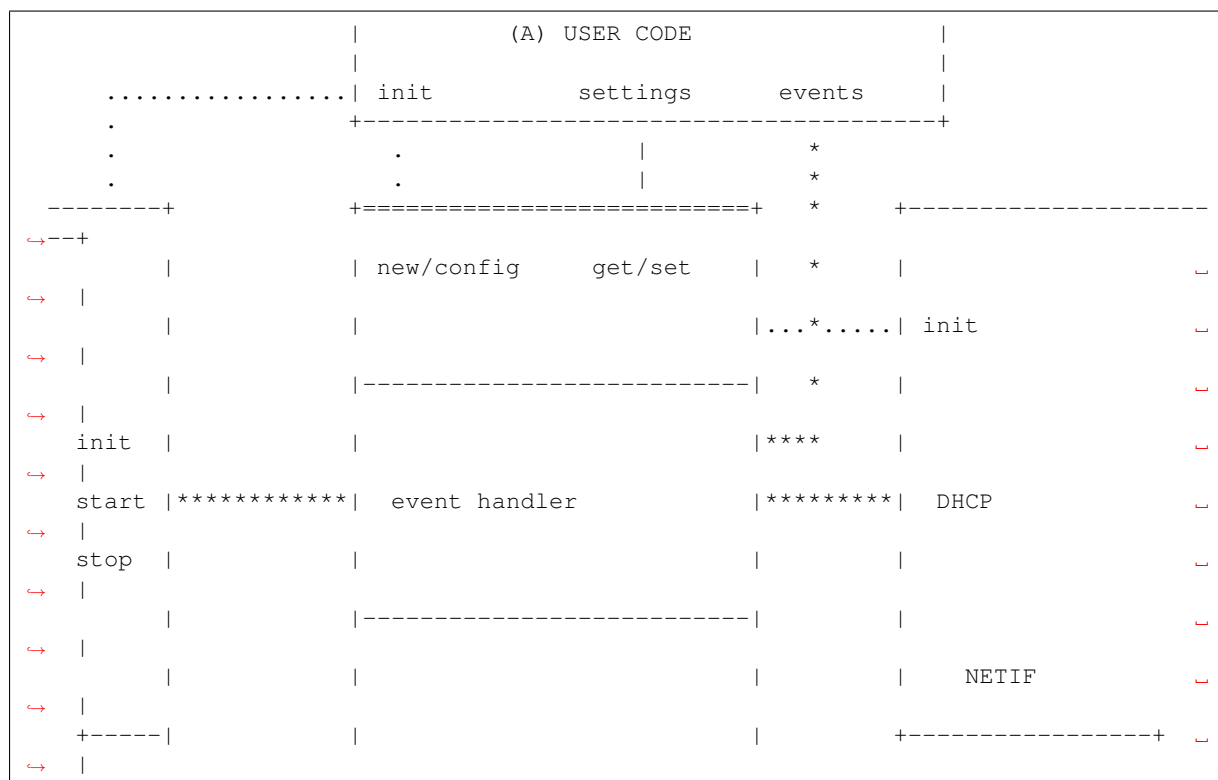 |          (A) USER CODE                 |
                       |                                        |
      .................| init          settings      events     |
      .                +----------------------------------------+
      .                   .                |           *
      .                   .                |           *
  --------+            +===========================+   *     +---------------------
↪--+
          |            | new/config     get/set    |   *     |                    ␣
↪  |
          |            |                           |...*.....| init               ␣
↪  |
          |            |---------------------------|   *     |                    ␣
↪  |
    init  |            |                           |****     |                    ␣
↪  |
    start |************|  event handler            |*********|  DHCP              ␣
↪  |
    stop  |            |                           |         |                    ␣
↪  |
          |            |---------------------------|         |                    ␣
↪  |
          |            |                           |         |    NETIF           ␣
↪  |
    +-----|            |                           |         +-----------------+  ␣
↪  |